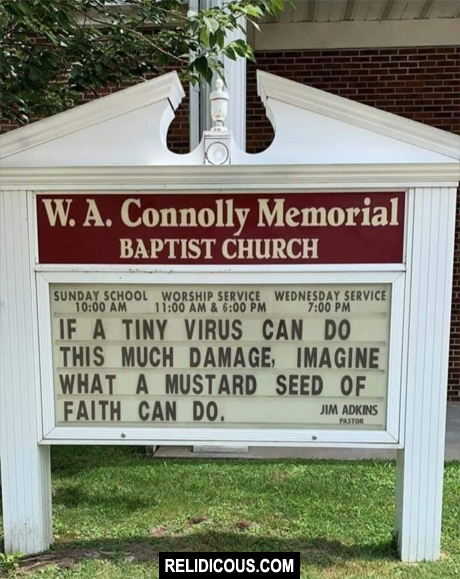 W. A. Connolly Memorial
BAPTIST CHURCH
SUNDAY SCHOOL WORSHIP SERVICE WEDNESDAY SERVICE
10:00 AM 11:00 AM & 6:00 PM 7:00 PM
IF A TINY VIRUS CAN DO
THIS MUCH DAMAGE, IMAGINE
WHAT A MUSTARD SEED OF
FAITH CAN DO.
JIM ADKINS
PASTOR
RELIDICOUS.COM